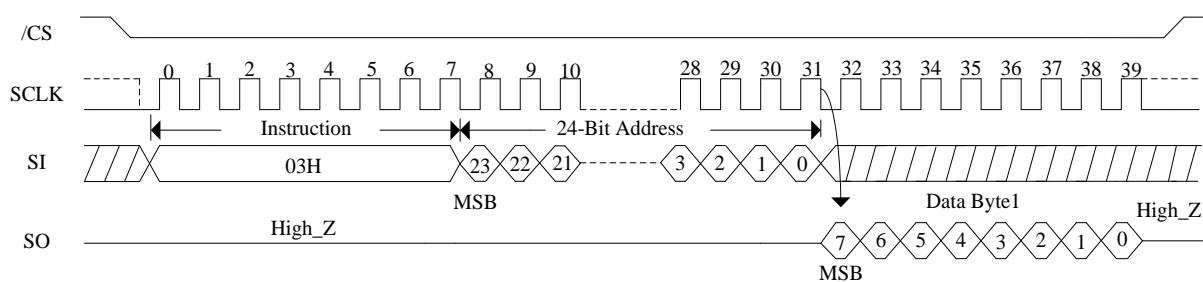 /CS
0 1 2 3 4 5 6 7 8 9 10 28 29 30 31 32 33 34 35 36 37 38 39
SCLK
Instruction 24-Bit Address
SI 03H 23 22 21 3 2 1 0
MSB Data Byte1
High_Z High_Z
SO 7 6 5 4 3 2 1 0
MSB